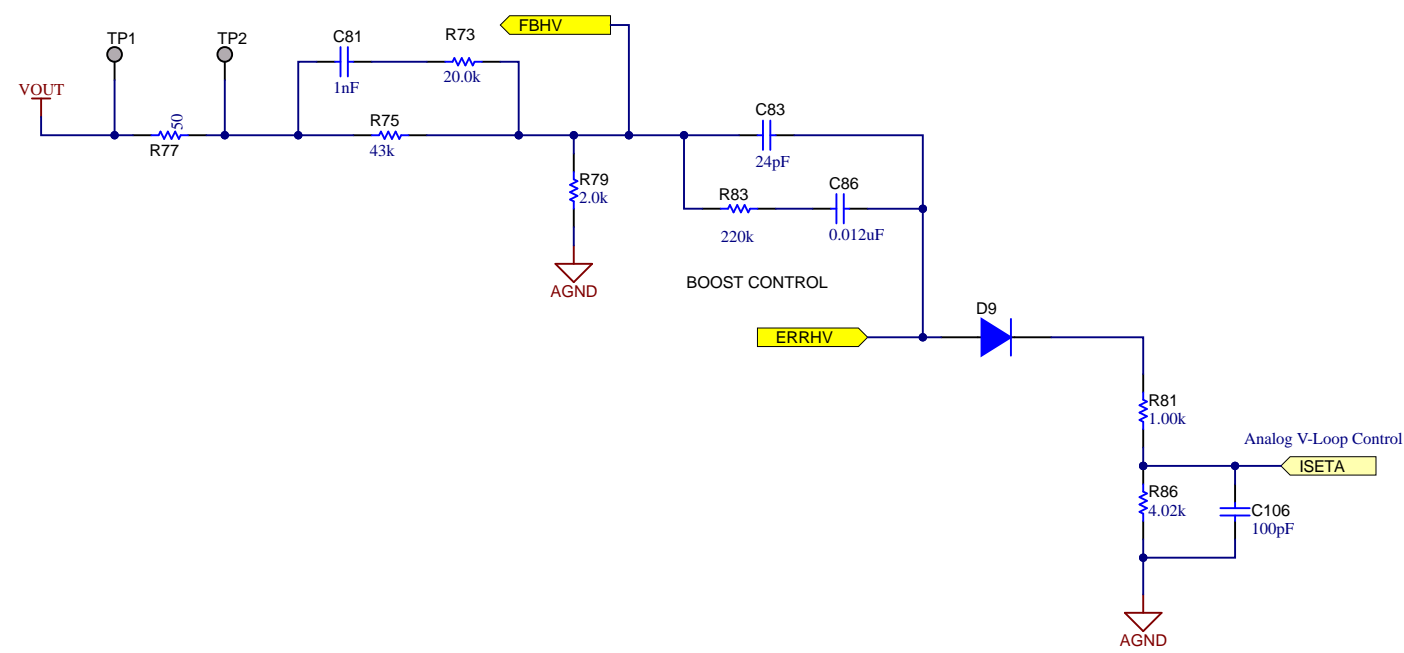 FBHV
TP1
TP2
C81
R73
1nF
20.0k
VOUT
50
R77
R75
43k
C83
24pF
R79
2.0k
R83
220k
C86
0.012uF
AGND
BOOST CONTROL
D9
ERRHV
R81
1.00k
Analog V-Loop Control
ISETA
R86
4.02k
C106
100pF
AGND